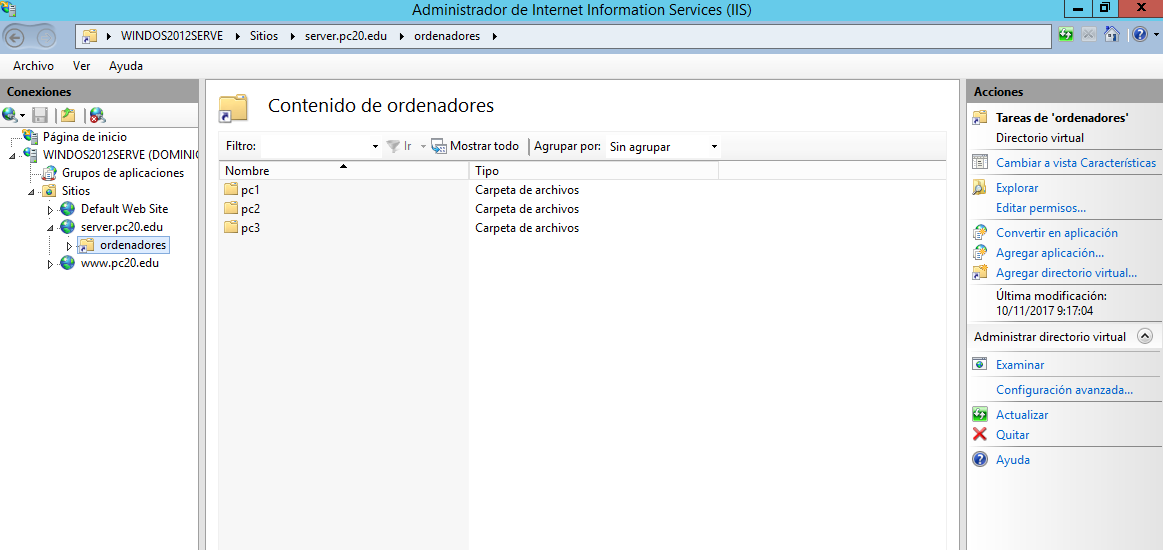 Administrador de Internet Information Services (IIS)
WINDOS2012SERVE Sitios server.pc20.edu ordenadores
Archivo Ver Ayuda
Conexiones
Página de inicio
WINDOS2012SERVE (DOMINIC
Grupos de aplicaciones
Sitios
Default Web Site
server.pc20.edu
ordenadores
www.pc20.edu
Contenido de ordenadores
Filtro: Ir Mostrar todo Agrupar por: Sin agrupar
Nombre Tipo
pc1 Carpeta de archivos
pc2 Carpeta de archivos
pc3 Carpeta de archivos
Acciones
Tareas de 'ordenadores'
Directorio virtual
Cambiar a vista Características
Explorar
Editar permisos...
Convertir en aplicación
Agregar aplicación...
Agregar directorio virtual...
Última modificación:
10/11/2017 9:17:04
Administrar directorio virtual
Examinar
Configuración avanzada...
Actualizar
Quitar
Ayuda